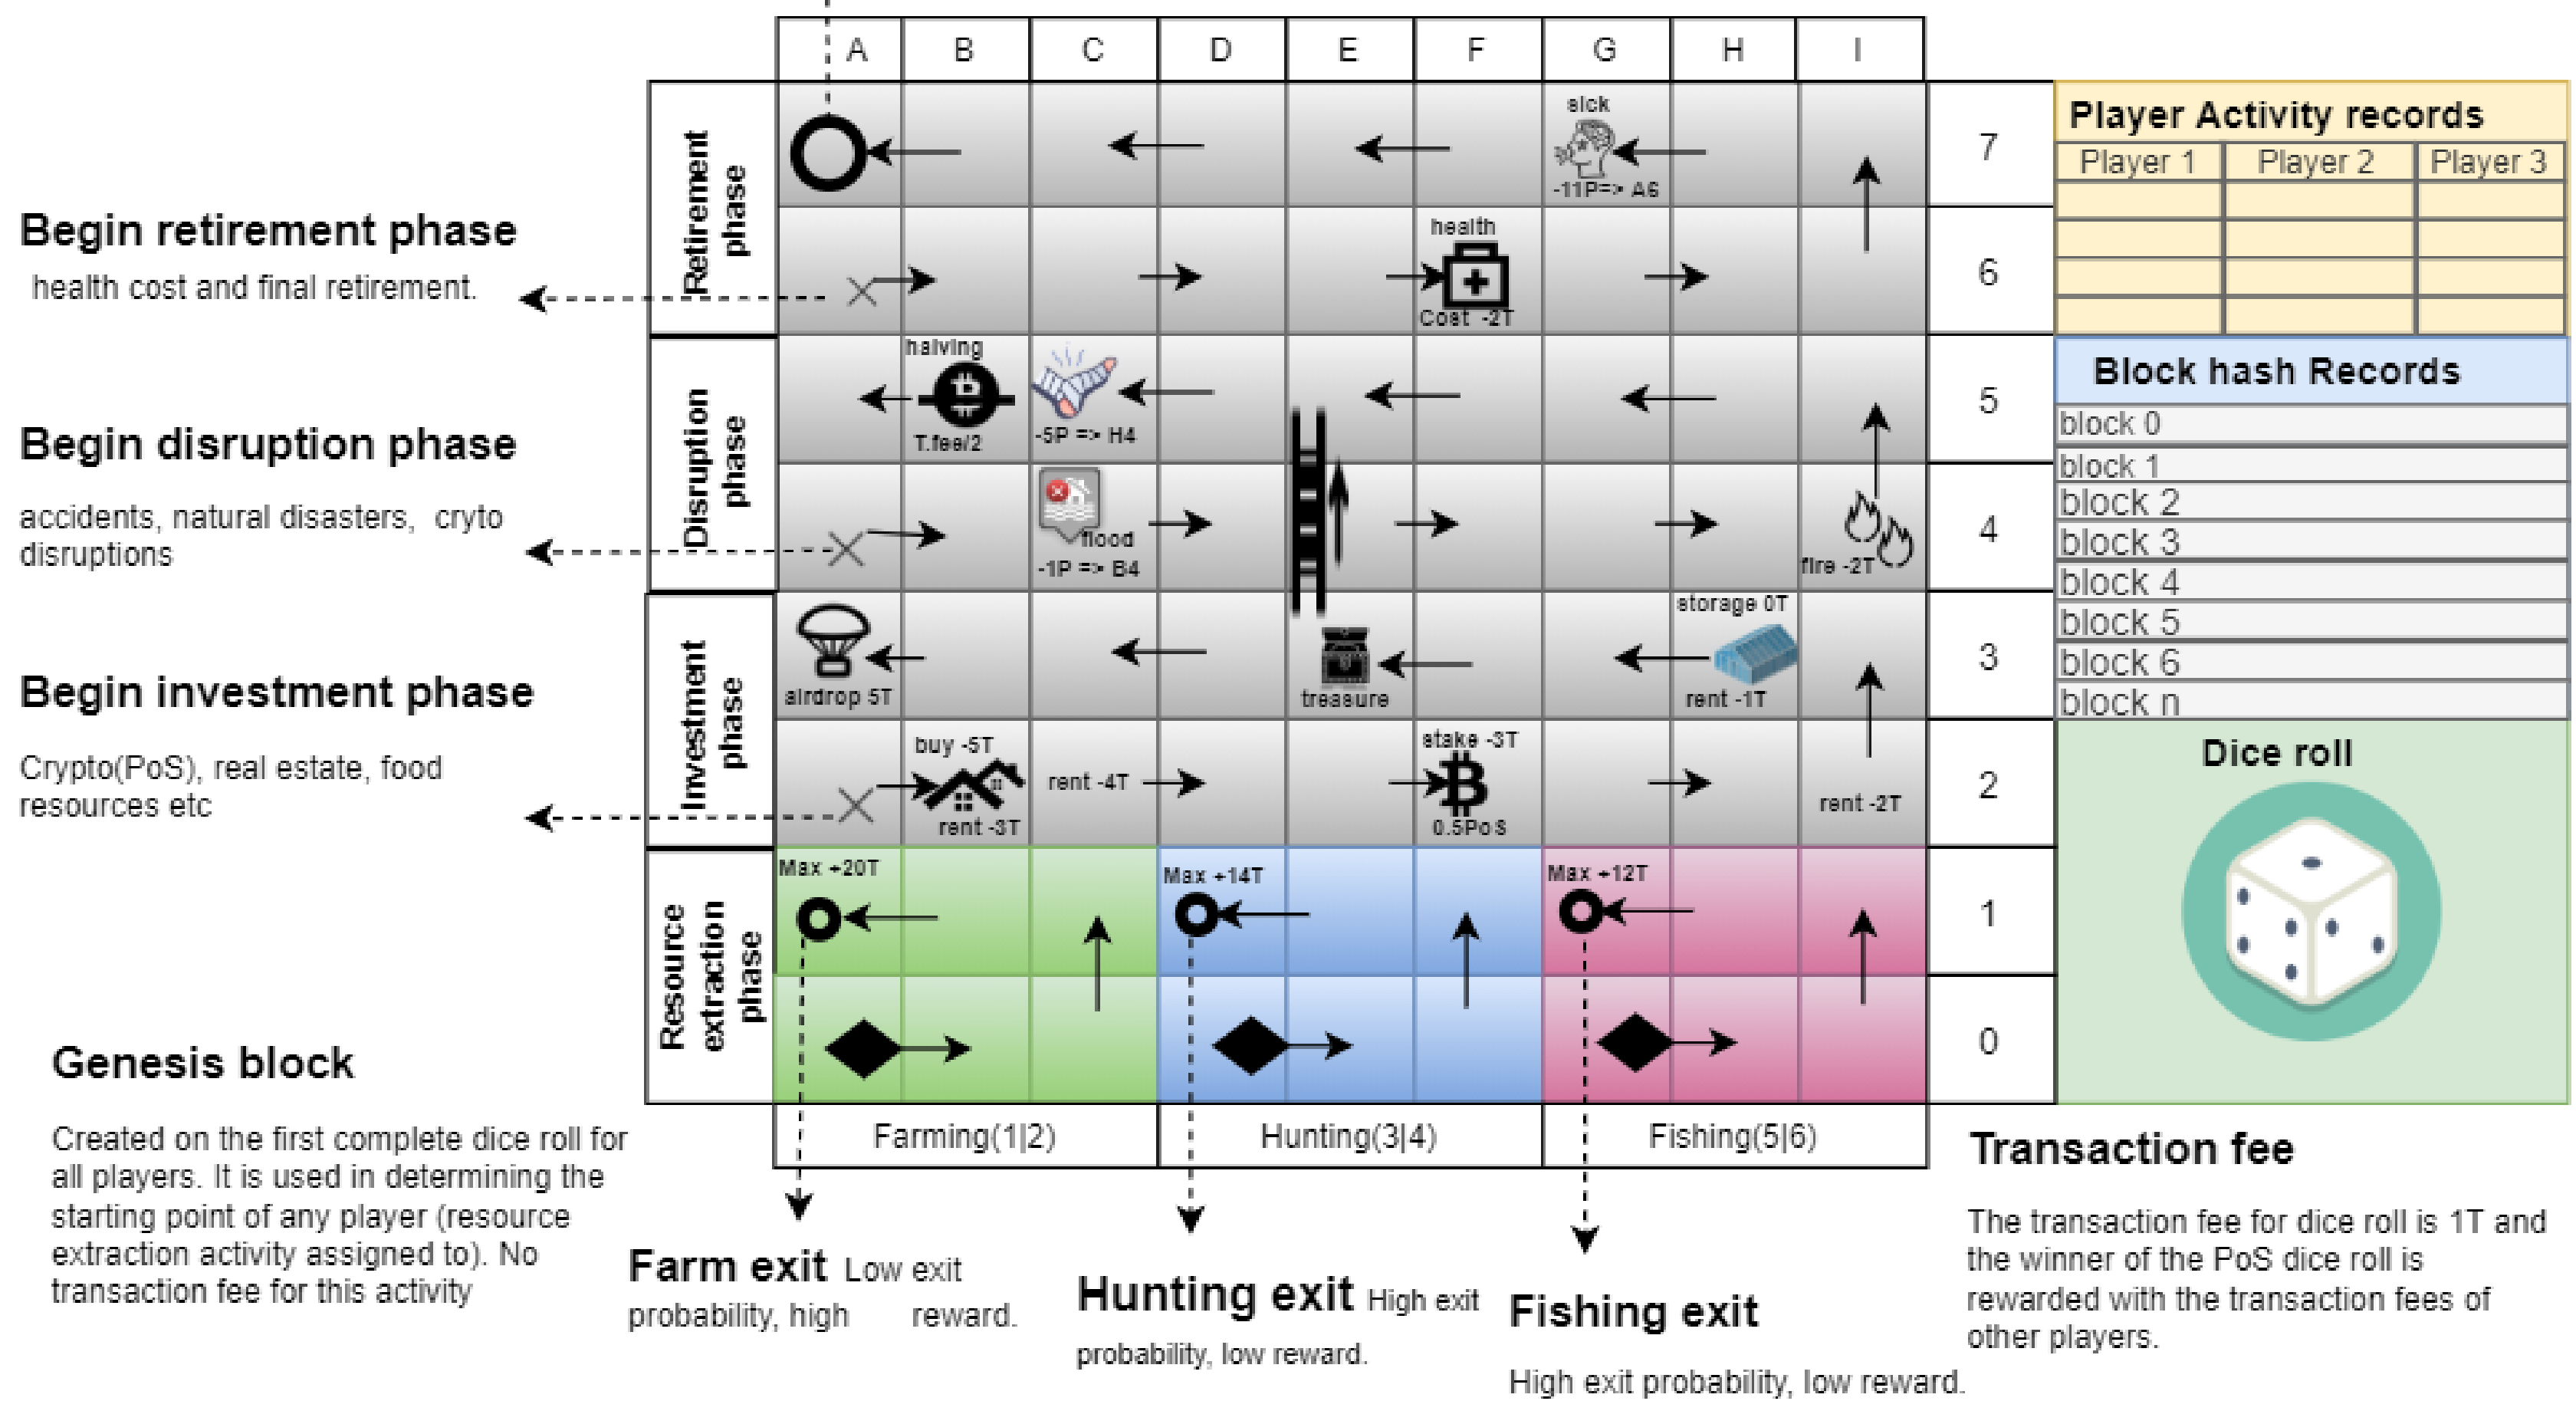 A B C D E F G H I
Retirement
phase
sick
-11P=> A6
7
health
Cost -2T
6
Begin retirement phase
health cost and final retirement.
Disruption
phase
halving
T.fee/2
-5P => H4
5
flood
-1P => B4
fire -2T
4
Begin disruption phase
accidents, natural disasters, cryto
disruptions
Investment
phase
airdrop 5T
treasure
storage 0T
rent -1T
3
buy -5T
rent -3T
rent -4T
stake -3T
0.5PoS
rent -2T
2
Begin investment phase
Crypto(PoS), real estate, food
resources etc
Resource
extraction
phase
Max +20T
Max +14T
Max +12T
1
0
Farming(1|2)
Hunting(3|4)
Fishing(5|6)
Player Activity records
Player 1 Player 2 Player 3
Block hash Records
block 0
block 1
block 2
block 3
block 4
block 5
block 6
block n
Dice roll
Genesis block
Created on the first complete dice roll for
all players. It is used in determining the
starting point of any player (resource
extraction activity assigned to). No
transaction fee for this activity
Farm exit Low exit
probability, high reward.
Hunting exit High exit
probability, low reward.
Fishing exit
High exit probability, low reward.
Transaction fee
The transaction fee for dice roll is 1T and
the winner of the PoS dice roll is
rewarded with the transaction fees of
other players.